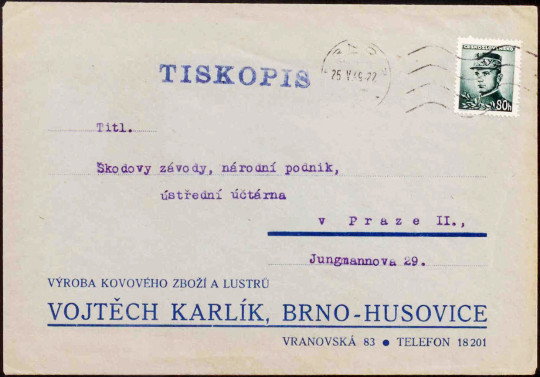 TISKOPIS
25.V.46-22
ČESKOSLOVENSKO
80h
Titl.
Škodovy závody, národní podnik,
ústřední účtárna
v Praze II.,
Jungmannova 29.
VÝROBA KOVOVÉHO ZBOŽÍ A LUSTRŮ
VOJTĚCH KARLÍK, BRNO-HUSOVICE
VRANOVSKÁ 83 ● TELEFON 18201